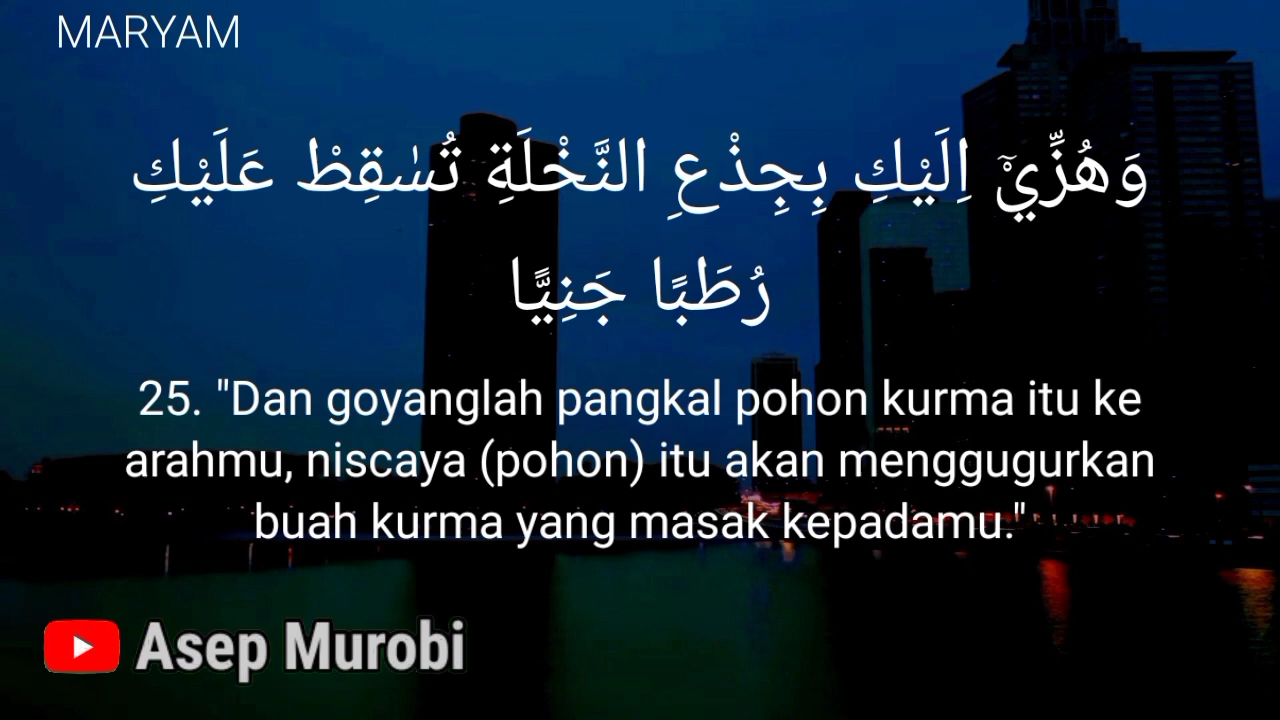 MARYAM
وَهُزِّيْٓ اِلَيْكِ بِجِذْعِ النَّخْلَةِ تُسٰقِطْ عَلَيْكِ
رُطَبًا جَنِيًّا
25. "Dan goyanglah pangkal pohon kurma itu ke
arahmu, niscaya (pohon) itu akan menggugurkan
buah kurma yang masak kepadamu."
Asep Murobi